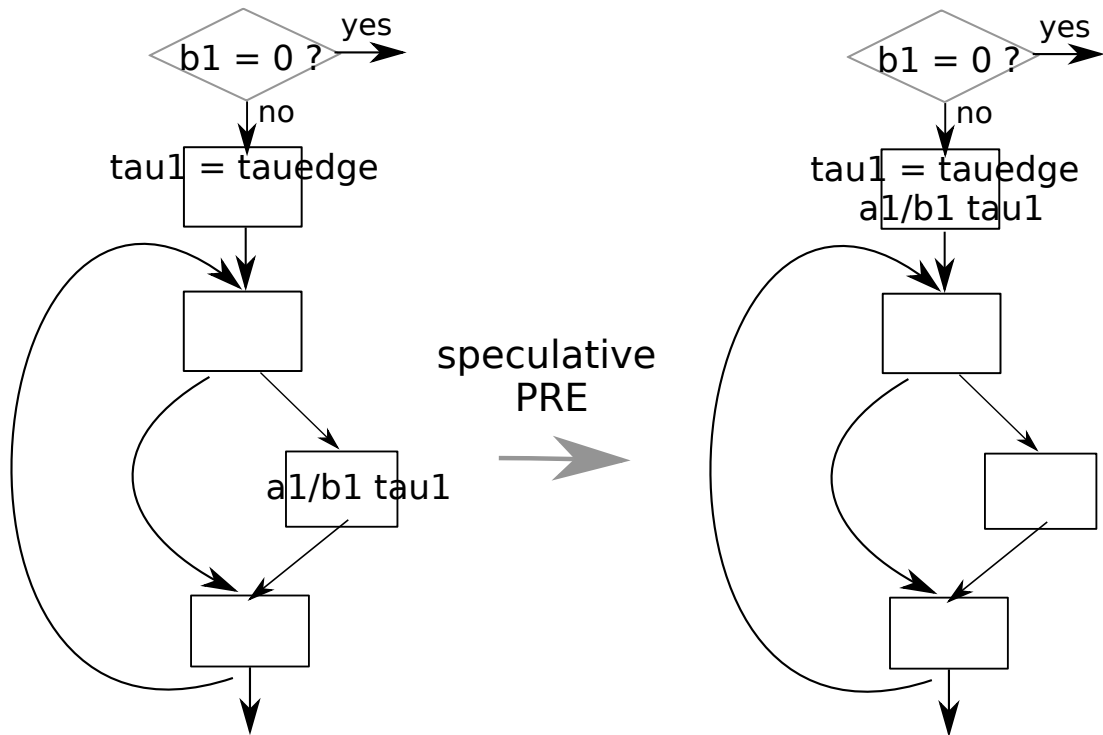 b1 = 0 ?
yes
no
tau1 = tauedge
a1/b1 tau1
speculative
PRE
b1 = 0 ?
yes
no
tau1 = tauedge
a1/b1 tau1